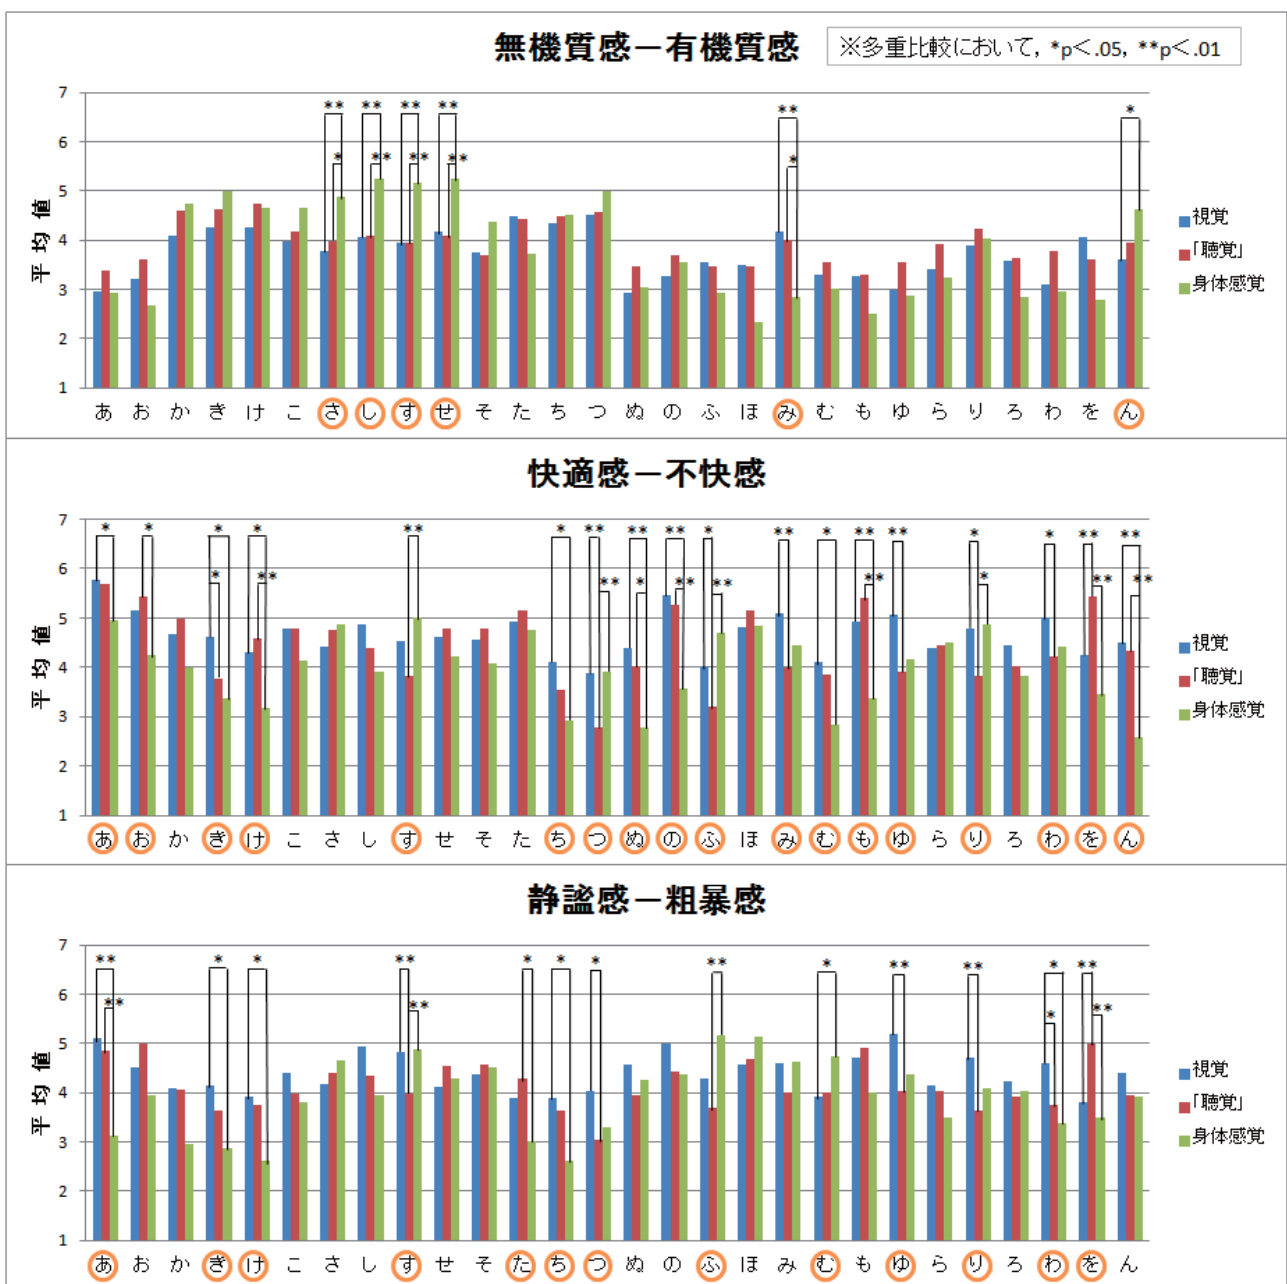 無機質感－有機質感
※多重比較において，*p＜.05，**p＜.01
7
6
5
4
3
2
1
平均値
** ** ** ** ** *
* ** ** ** *
視覚
「聴覚」
身体感覚
あ お か き け こ さ し す せ そ た ち つ ぬ の ふ ほ み む も ゆ ら り ろ わ を ん
快適感－不快感
7
6
5
4
3
2
1
平均値
* * * * ** * ** ** ** * ** * ** ** * * ** **
* ** ** * ** ** ** * ** **
視覚
「聴覚」
身体感覚
あ お か き け こ さ し す せ そ た ち つ ぬ の ふ ほ み む も ゆ ら り ろ わ を ん
静謐感－粗暴感
7
6
5
4
3
2
1
平均値
** * * ** * * * ** * ** ** * **
** ** * **
視覚
「聴覚」
身体感覚
あ お か き け こ さ し す せ そ た ち つ ぬ の ふ ほ み む も ゆ ら り ろ わ を ん